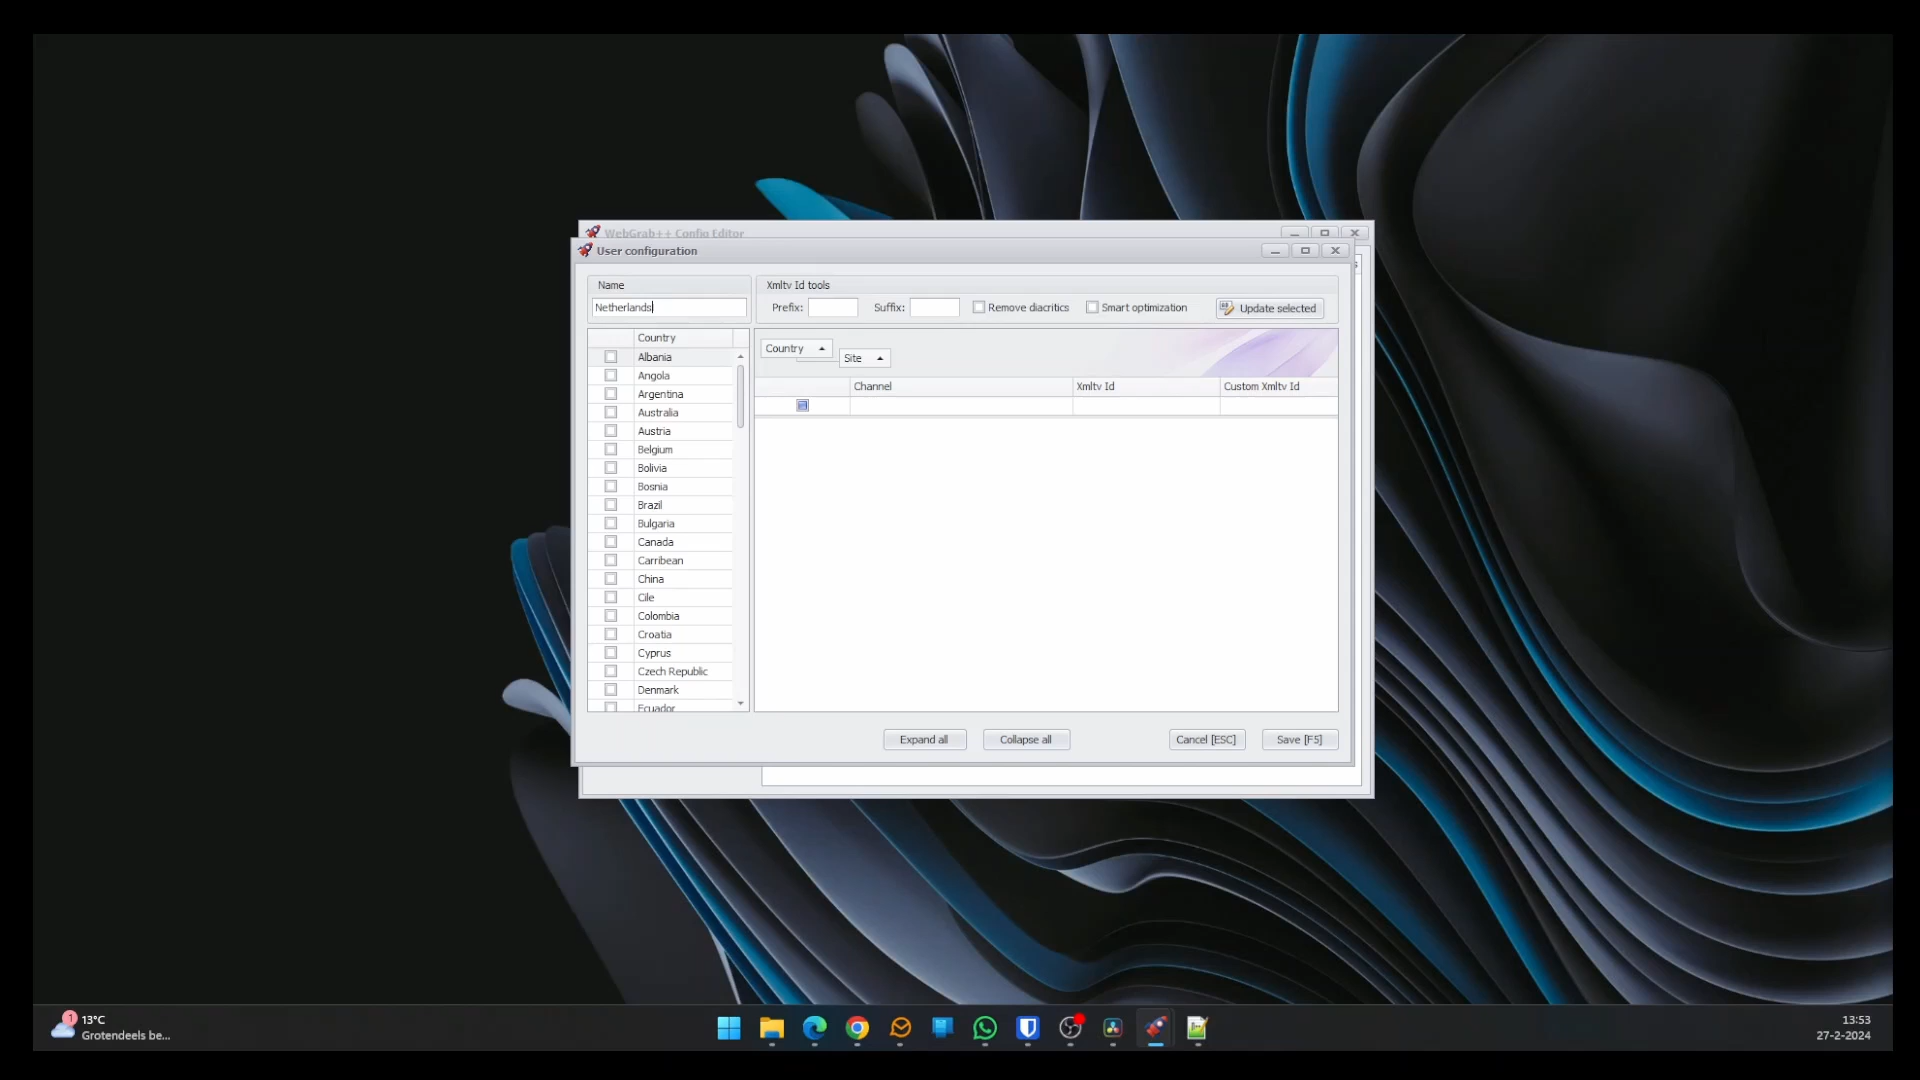 WebGrab++ Config Editor
User configuration
Name
Xmltv Id tools
Netherlands
Prefix:
Suffix:
Remove diacritics
Smart optimization
Update selected
Country
Country
Site
Albania
Angola
Channel
Xmltv Id
Custom Xmltv Id
Argentina
Australia
Austria
Belgium
Bolivia
Bosnia
Brazil
Bulgaria
Canada
Carribean
China
Cile
Colombia
Croatia
Cyprus
Czech Republic
Denmark
Ecuador
Expand all
Collapse all
Cancel [ESC]
Save [F5]
1
13°C
Grotendeels be...
13:53
27-2-2024